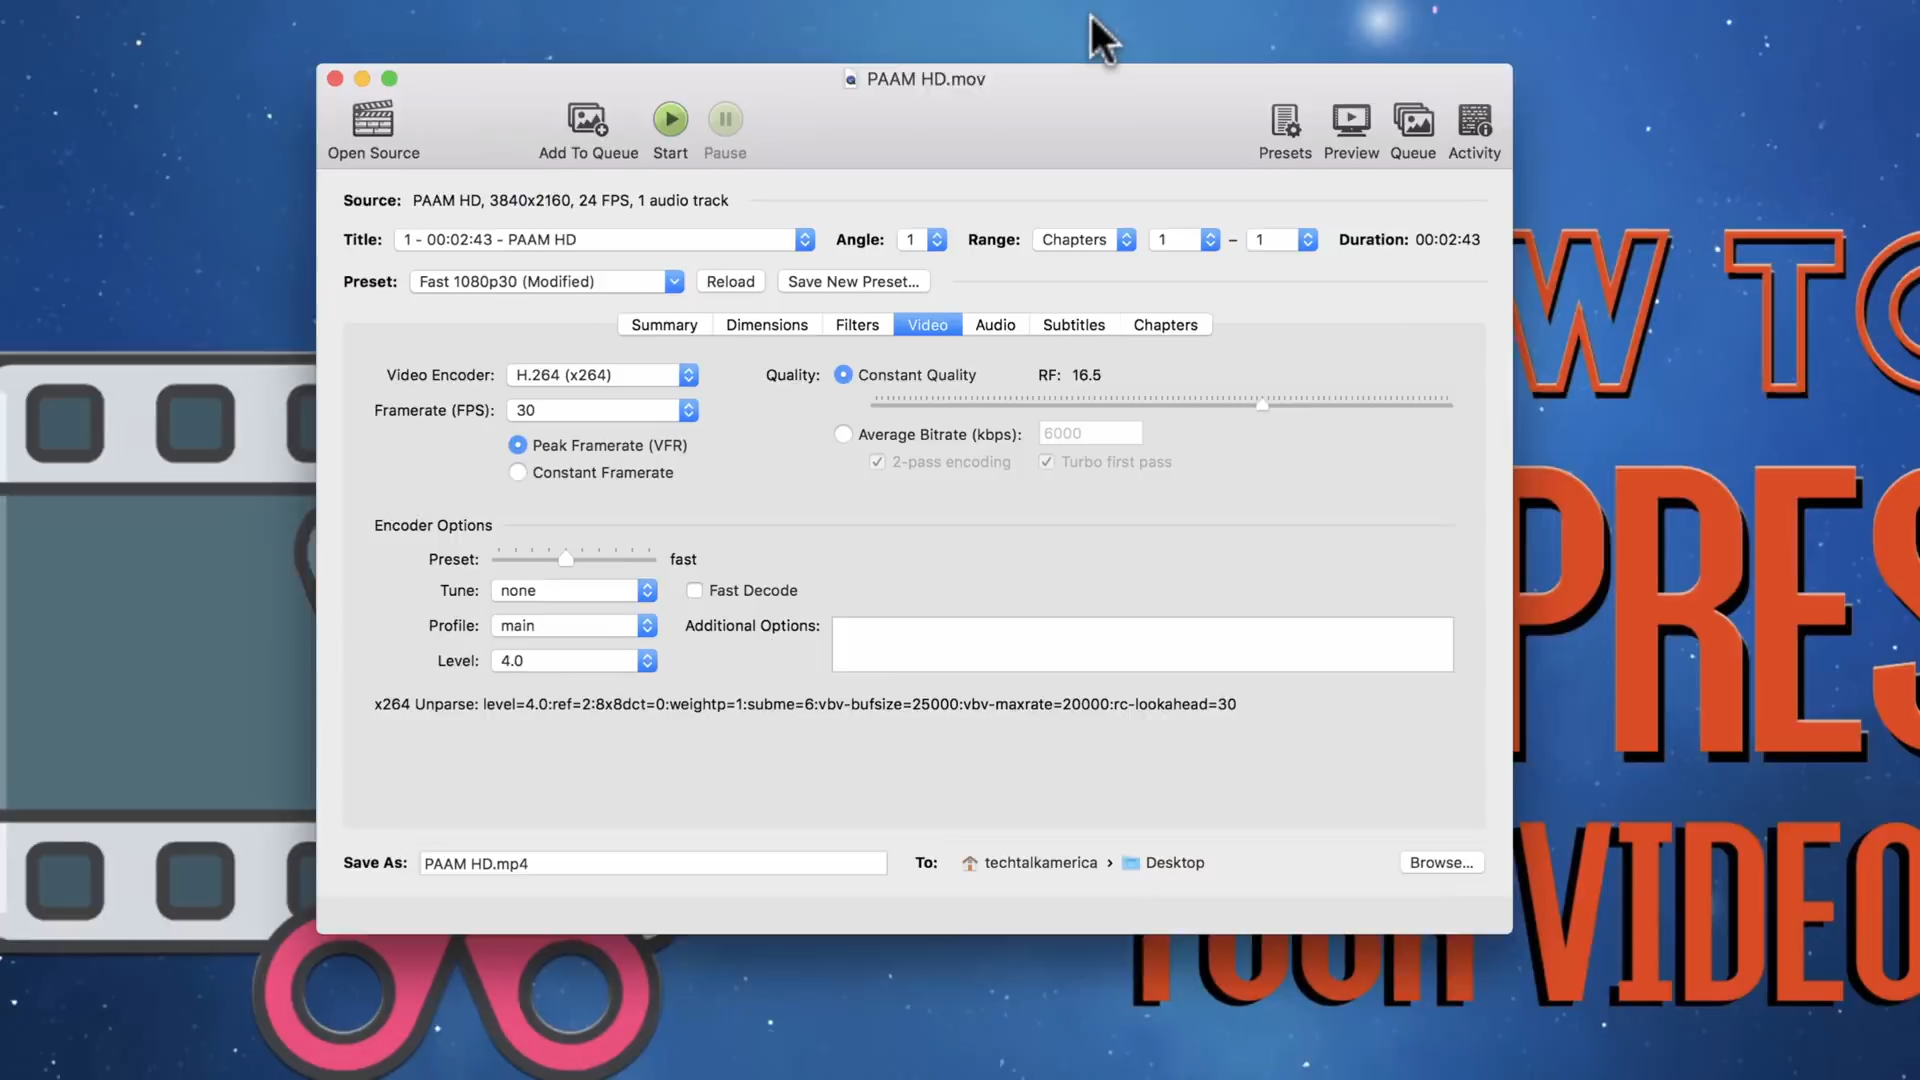 PAAM HD.mov
Open Source
Add To Queue
Start
Pause
Presets
Preview
Queue
Activity
Source: PAAM HD, 3840x2160, 24 FPS, 1 audio track
Title: 1 - 00:02:43 - PAAM HD
Angle: 1
Range: Chapters 1 – 1
Duration: 00:02:43
Preset: Fast 1080p30 (Modified)
Reload
Save New Preset...
Summary
Dimensions
Filters
Video
Audio
Subtitles
Chapters
Video Encoder: H.264 (x264)
Quality: Constant Quality
RF: 16.5
Framerate (FPS): 30
Peak Framerate (VFR)
Constant Framerate
Average Bitrate (kbps): 6000
2-pass encoding
Turbo first pass
Encoder Options
Preset: fast
Tune: none
Fast Decode
Profile: main
Additional Options:
Level: 4.0
x264 Unparse: level=4.0:ref=2:8x8dct=0:weightp=1:subme=6:vbv-bufsize=25000:vbv-maxrate=20000:rc-lookahead=30
Save As: PAAM HD.mp4
To: techtalkamerica › Desktop
Browse...
W TO
PRES
YOUR VIDEO